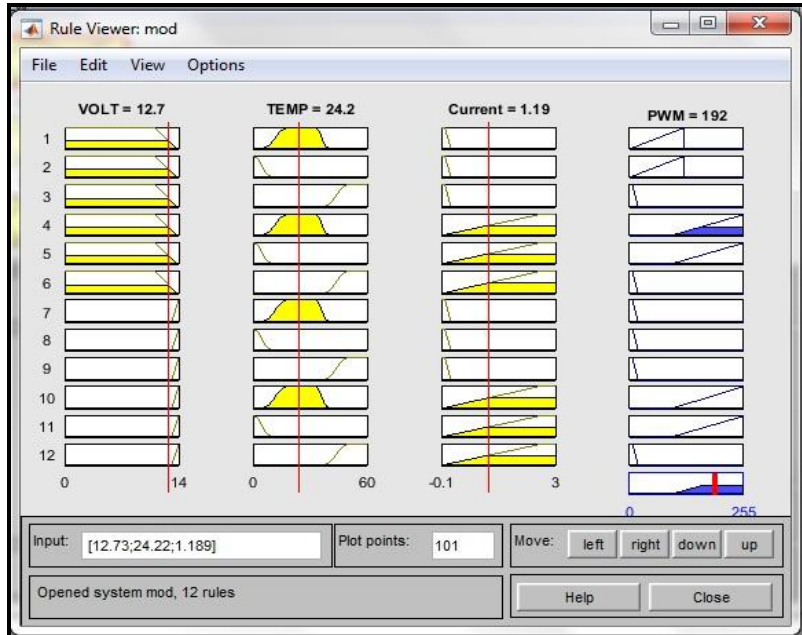 Rule Viewer: mod
File Edit View Options
VOLT = 12.7 TEMP = 24.2 Current = 1.19 PWM = 192
1
2
3
4
5
6
7
8
9
10
11
12
0 14 0 60 -0.1 3
0 255
Input: [12.73;24.22;1.189] Plot points: 101 Move: left right down up
Opened system mod, 12 rules Help Close